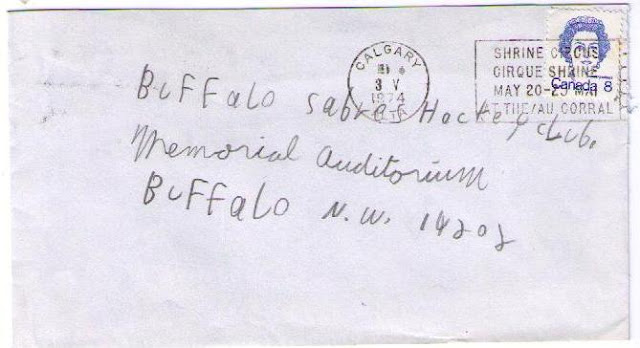 CALGARY
3 V
1974
SHRINE CIRCUS
CIRQUE SHRINE
MAY 20-25 MAI
AT THE/AU CORRAL
Canada 8
Buffalo Sabras Hockey club.
Memorial Auditorium
Buffalo N.W. 14202